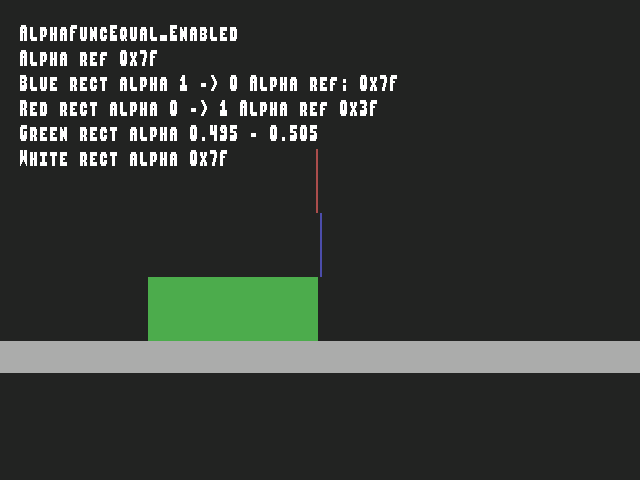 AlphaFuncEqual_Enabled
Alpha ref 0x7f
Blue rect alpha 1 -> 0 Alpha ref: 0x7f
Red rect alpha 0 -> 1 Alpha ref 0x3f
Green rect alpha 0.495 - 0.505
White rect alpha 0x7f